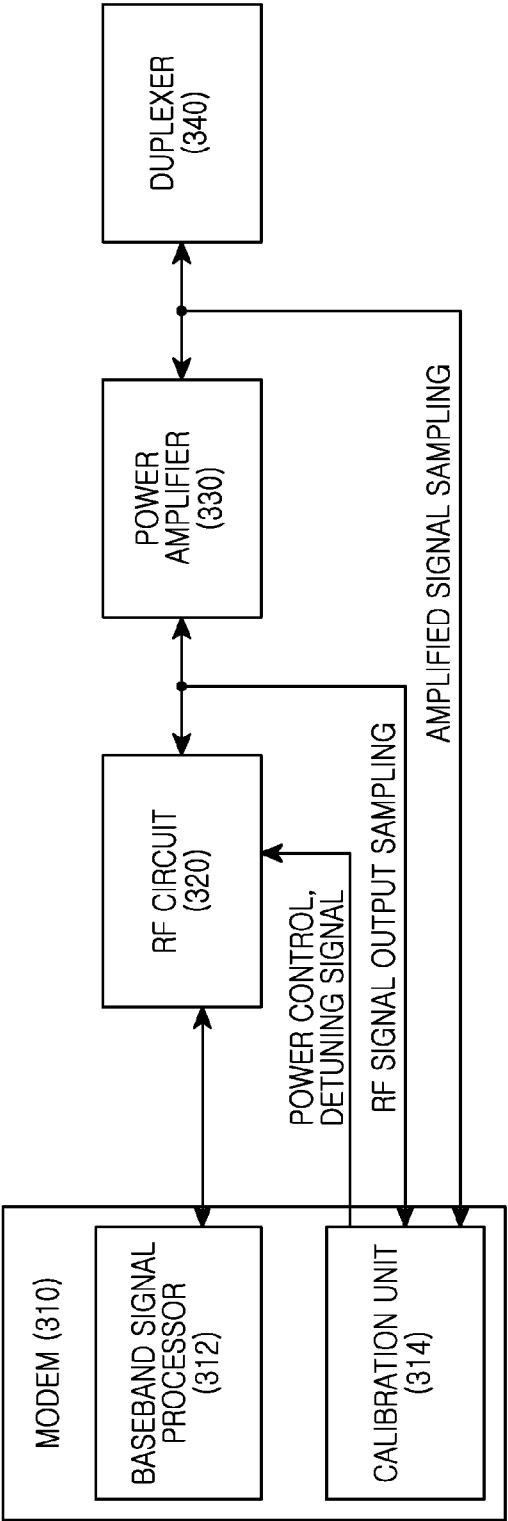 MODEM (310)
BASEBAND SIGNAL
PROCESSOR
(312)
CALIBRATION UNIT
(314)
RF CIRCUIT
(320)
POWER CONTROL,
DETUNING SIGNAL
RF SIGNAL OUTPUT SAMPLING
POWER
AMPLIFIER
(330)
AMPLIFIED SIGNAL SAMPLING
DUPLEXER
(340)